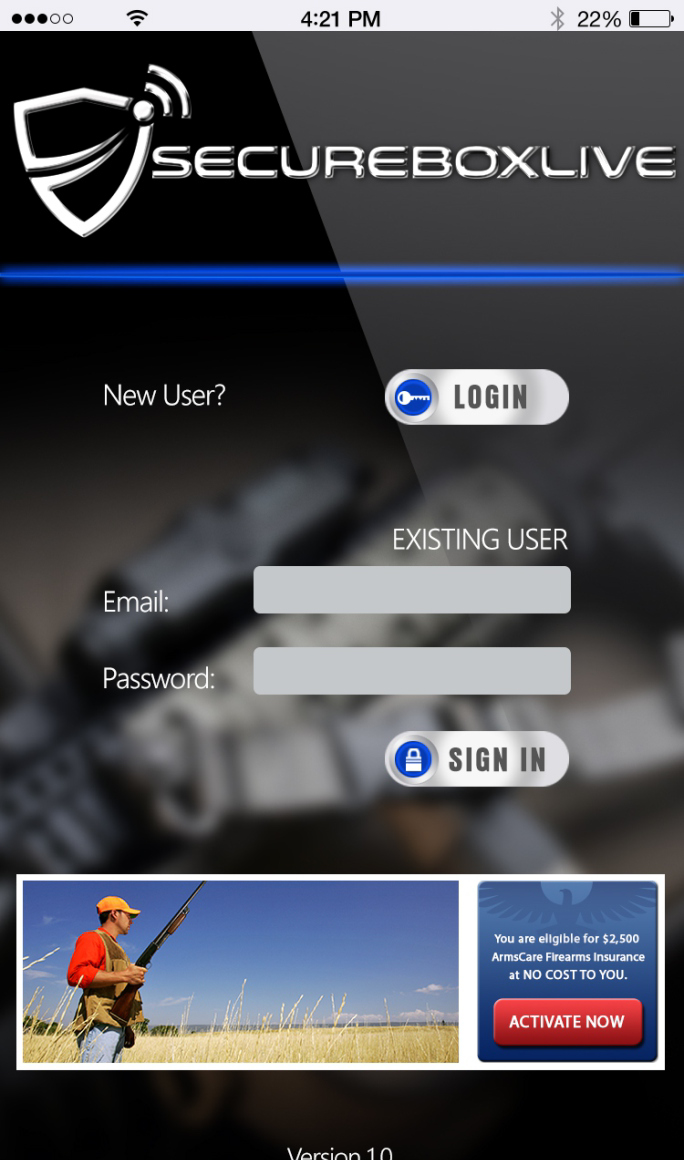 4:21 PM
22%
SECUREBOXLIVE
New User?
LOGIN
EXISTING USER
Email:
Password:
SIGN IN
You are eligible for $2,500
ArmsCare Firearms Insurance
at NO COST TO YOU.
ACTIVATE NOW
Version 1.0